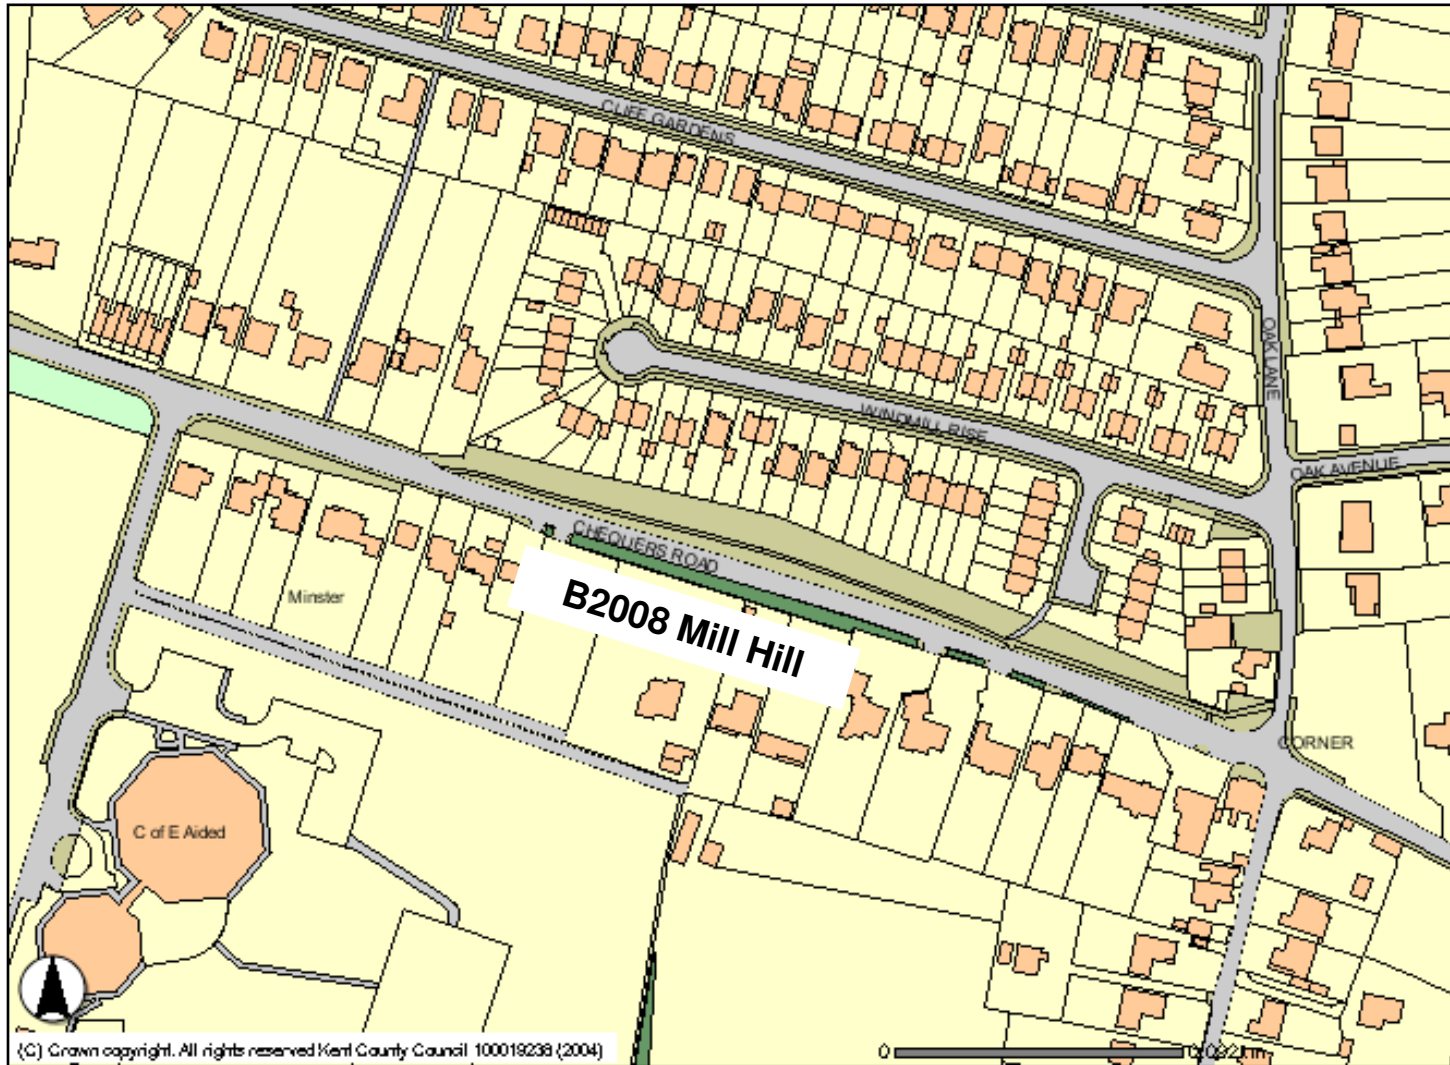 CLIFF GARDENS
OAK LANE
WINDMILL RISE
OAK AVENUE
CHEQUERS ROAD
B2008 Mill Hill
Minster
CORNER
C of E Aided
(C) Crown copyright. All rights reserved Kent County Council 100019238 (2004)
0